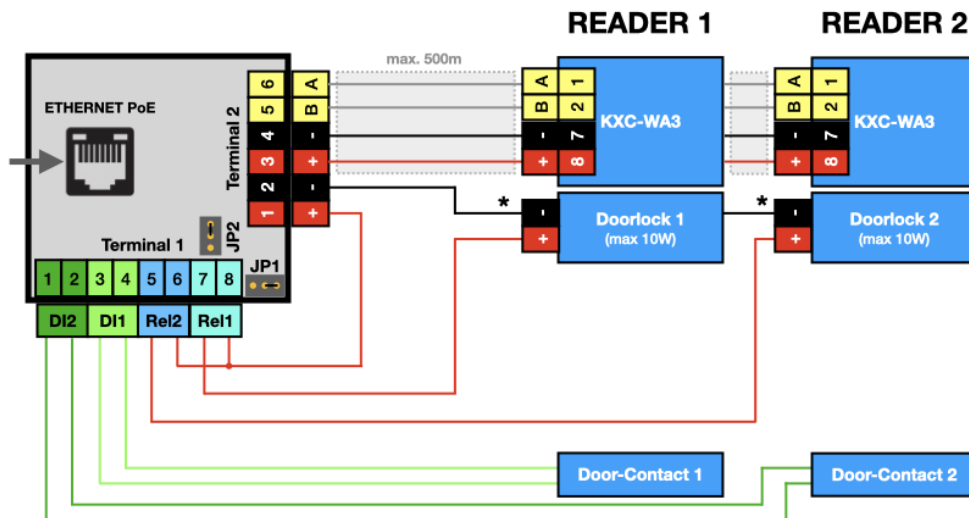 READER 1
READER 2
max. 500m
ETHERNET PoE
Terminal 2
6
5
4
3
2
1
A
B
-
+
-
+
A
B
-
+
1
2
7
8
KXC-WA3
A
B
-
+
1
2
7
8
KXC-WA3
*
-
+
Doorlock 1
(max 10W)
*
-
+
Doorlock 2
(max 10W)
JP2
Terminal 1
JP1
1 2 3 4 5 6 7 8
DI2 DI1 Rel2 Rel1
Door-Contact 1
Door-Contact 2